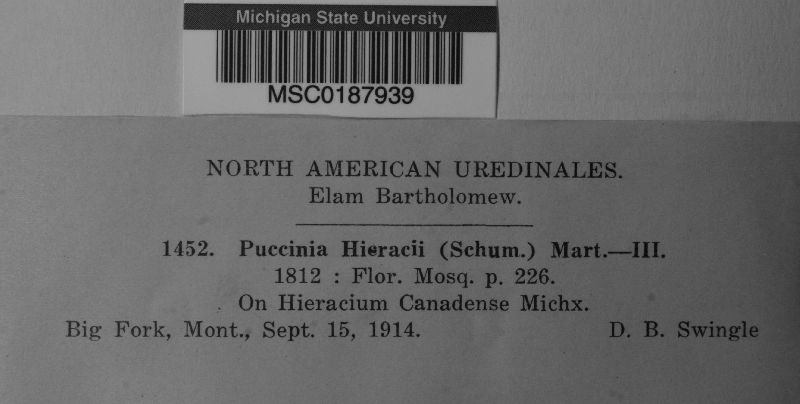 Michigan State University
MSC0187939
NORTH AMERICAN UREDINALES.
Elam Bartholomew.
1452. Puccinia Hieracii (Schum.) Mart.—III.
1812 : Flor. Mosq. p. 226.
On Hieracium Canadense Michx.
Big Fork, Mont., Sept. 15, 1914. D. B. Swingle